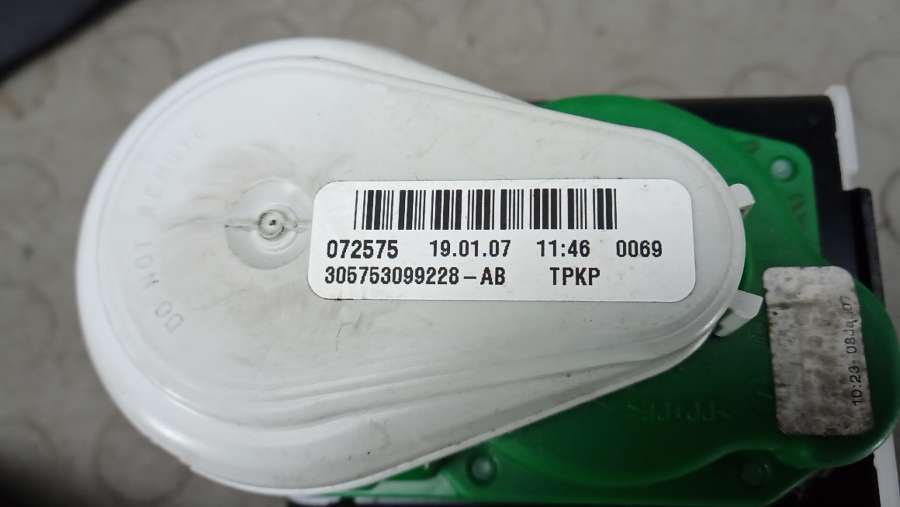 072575 19.01.07 11:46 0069
305753099228-AB TPKP
DO NOT REMOVE